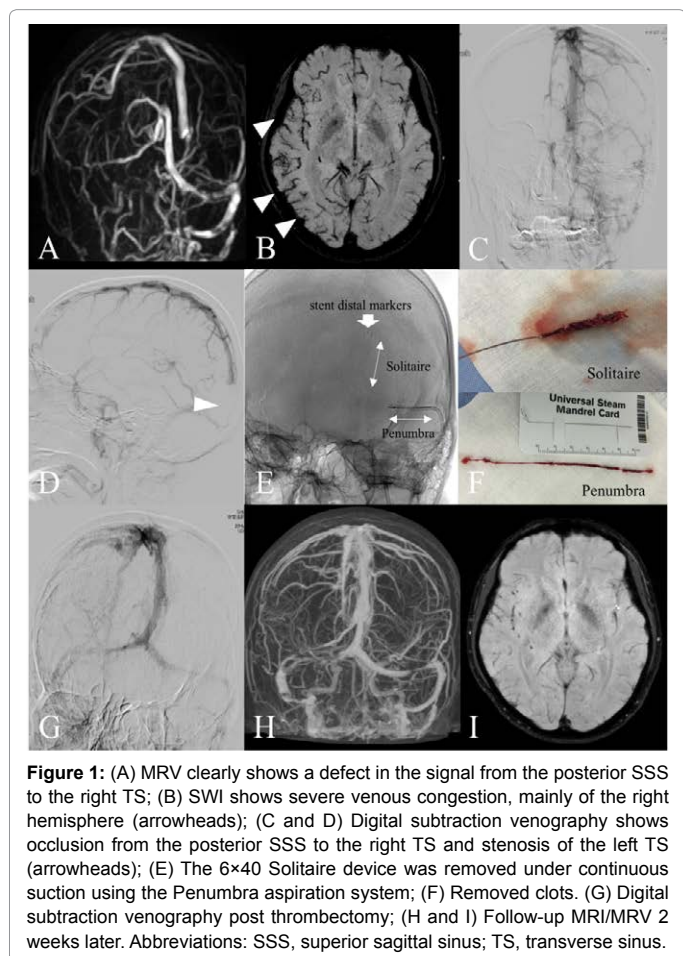 A
B
C
D
stent distal markers
Solitaire
Penumbra
E
Solitaire
Universal Steam
Mandrel Card
F
Penumbra
G
H
I
Figure 1: (A) MRV clearly shows a defect in the signal from the posterior SSS
to the right TS; (B) SWI shows severe venous congestion, mainly of the right
hemisphere (arrowheads); (C and D) Digital subtraction venography shows
occlusion from the posterior SSS to the right TS and stenosis of the left TS
(arrowheads); (E) The 6×40 Solitaire device was removed under continuous
suction using the Penumbra aspiration system; (F) Removed clots. (G) Digital
subtraction venography post thrombectomy; (H and I) Follow-up MRI/MRV 2
weeks later. Abbreviations: SSS, superior sagittal sinus; TS, transverse sinus.